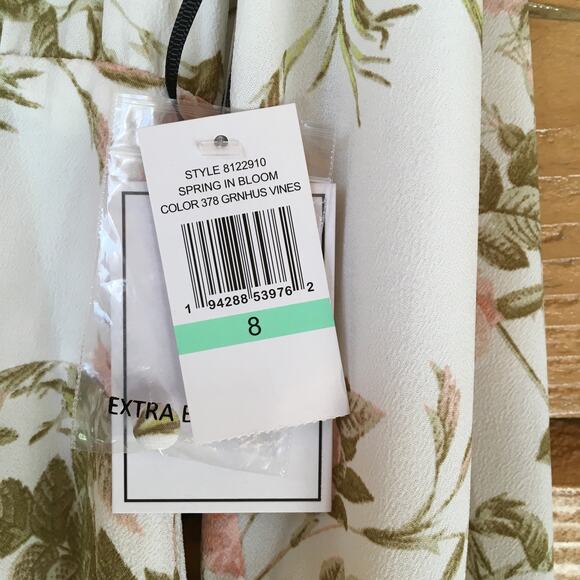 STYLE 8122910
SPRING IN BLOOM
COLOR 378 GRNHUS VINES
1 94288 53976 2
8
EXTRA